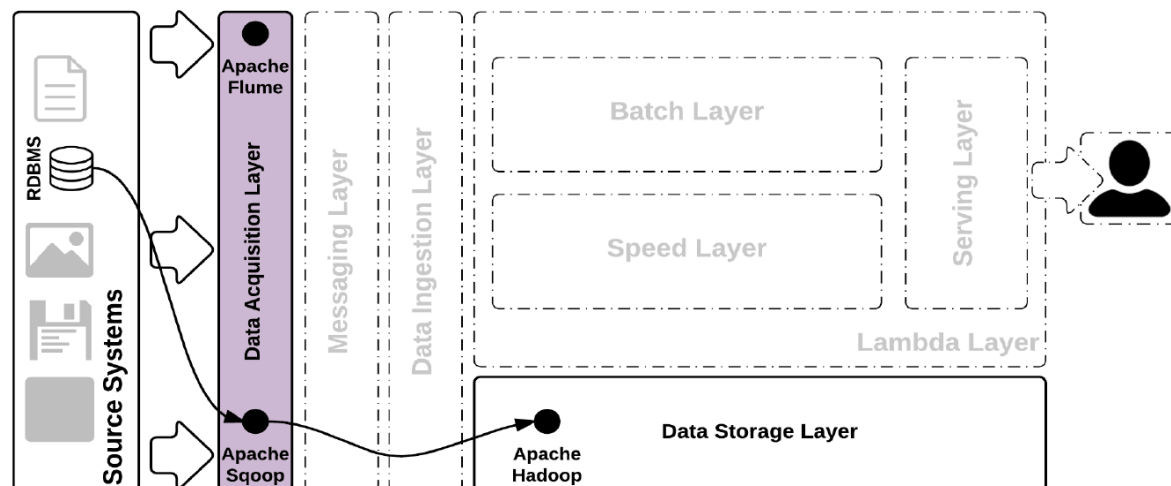 RDBMS
Source Systems
Apache
Flume
Data Acquisition Layer
Apache
Sqoop
Messaging Layer
Data Ingestion Layer
Batch Layer
Speed Layer
Serving Layer
Lambda Layer
Apache
Hadoop
Data Storage Layer